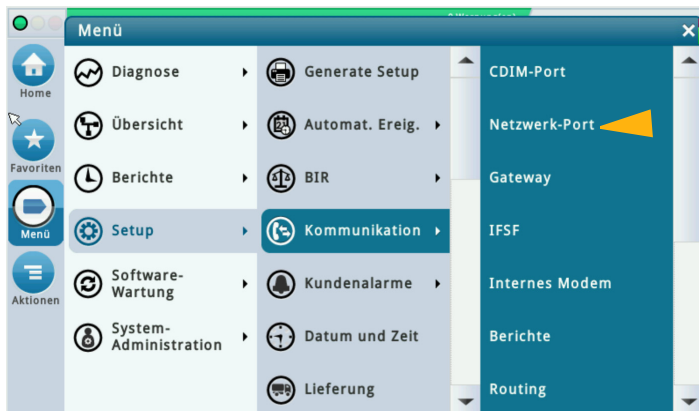 Menü
Home
Favoriten
Menü
Aktionen
Diagnose
Übersicht
Berichte
Setup
Software-
Wartung
System-
Administration
Generate Setup
Automat. Ereig.
BIR
Kommunikation
Kundenalarme
Datum und Zeit
Lieferung
CDIM-Port
Netzwerk-Port
Gateway
IFSF
Internes Modem
Berichte
Routing